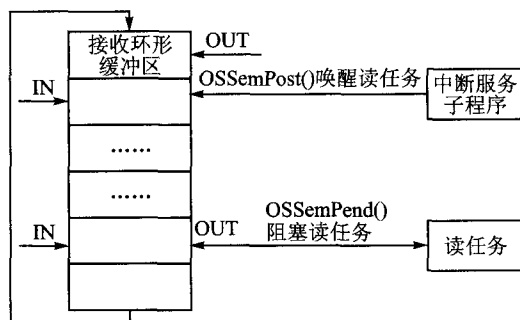 接收环形
缓冲区
OUT
IN
OSSemPost()唤醒读任务
中断服务
子程序
……
……
IN
OUT
OSSemPend()
阻塞读任务
读任务